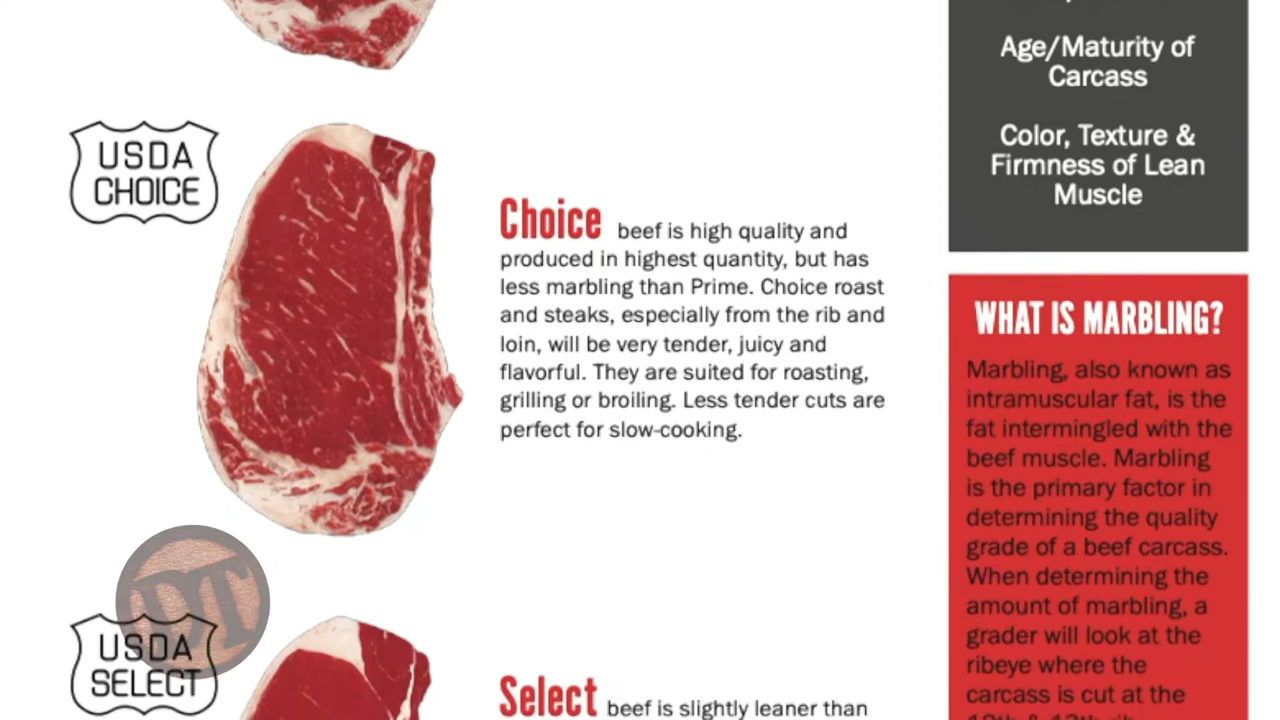 USDA
CHOICE
Choice beef is high quality and
produced in highest quantity, but has
less marbling than Prime. Choice roast
and steaks, especially from the rib and
loin, will be very tender, juicy and
flavorful. They are suited for roasting,
grilling or broiling. Less tender cuts are
perfect for slow-cooking.
DT
USDA
SELECT
Select beef is slightly leaner than
Age/Maturity of
Carcass
Color, Texture &
Firmness of Lean
Muscle
WHAT IS MARBLING?
Marbling, also known as
intramuscular fat, is the
fat intermingled with the
beef muscle. Marbling
is the primary factor in
determining the quality
grade of a beef carcass.
When determining the
amount of marbling, a
grader will look at the
ribeye where the
carcass is cut at the